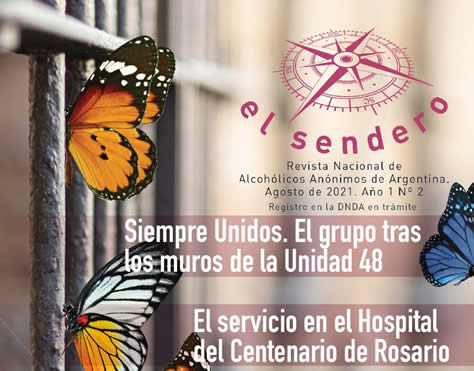 el sendero
Revista Nacional de
Alcohólicos Anónimos de Argentina.
Agosto de 2021. Año 1 Nº 2
Registro en la DNDA en trámite
Siempre Unidos. El grupo tras
los muros de la Unidad 48
El servicio en el Hospital
del Centenario de Rosario